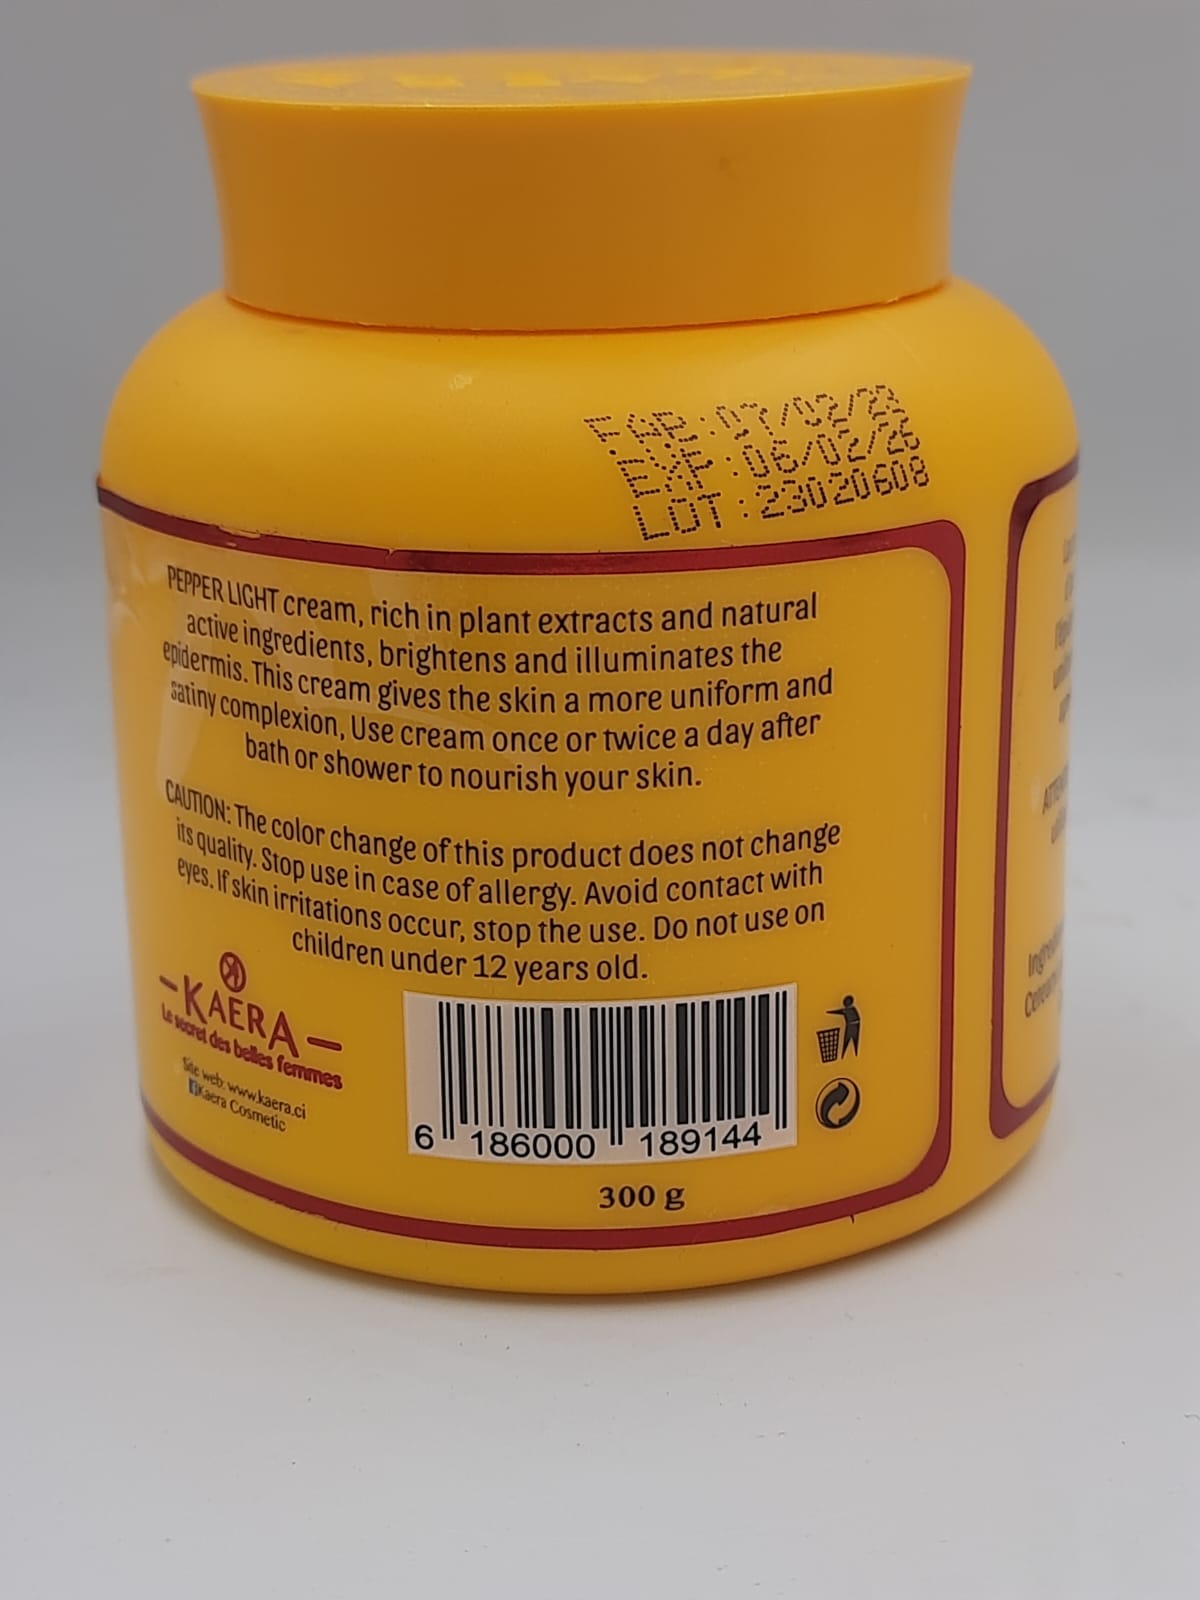 FAB:07/02/23
EXP:06/02/26
LOT:23020608
PEPPER LIGHT cream, rich in plant extracts and natural
active ingredients, brightens and illuminates the
epidermis. This cream gives the skin a more uniform and
satiny complexion, Use cream once or twice a day after
bath or shower to nourish your skin.
CAUTION: The color change of this product does not change
its quality. Stop use in case of allergy. Avoid contact with
eyes. If skin irritations occur, stop the use. Do not use on
children under 12 years old.
-KAERA-
Le secret des belles femmes
Site web: www.kaera.ci
Kaera Cosmetic
6 186000 189144
300 g